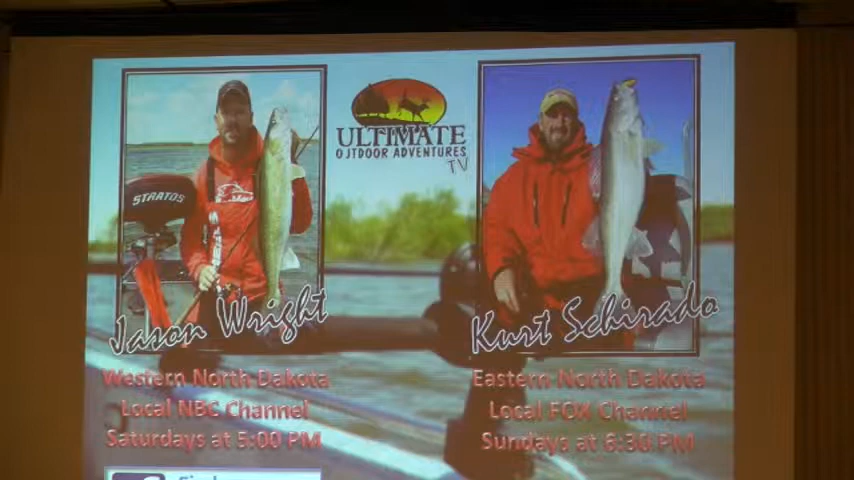 ULTIMATE
OUTDOOR ADVENTURES
TV
STRATOS
Jason Wright
Kurt Schirado
Western North Dakota
Local NBC Channel
Saturdays at 5:00 PM
Eastern North Dakota
Local FOX Channel
Sundays at 6:30 PM